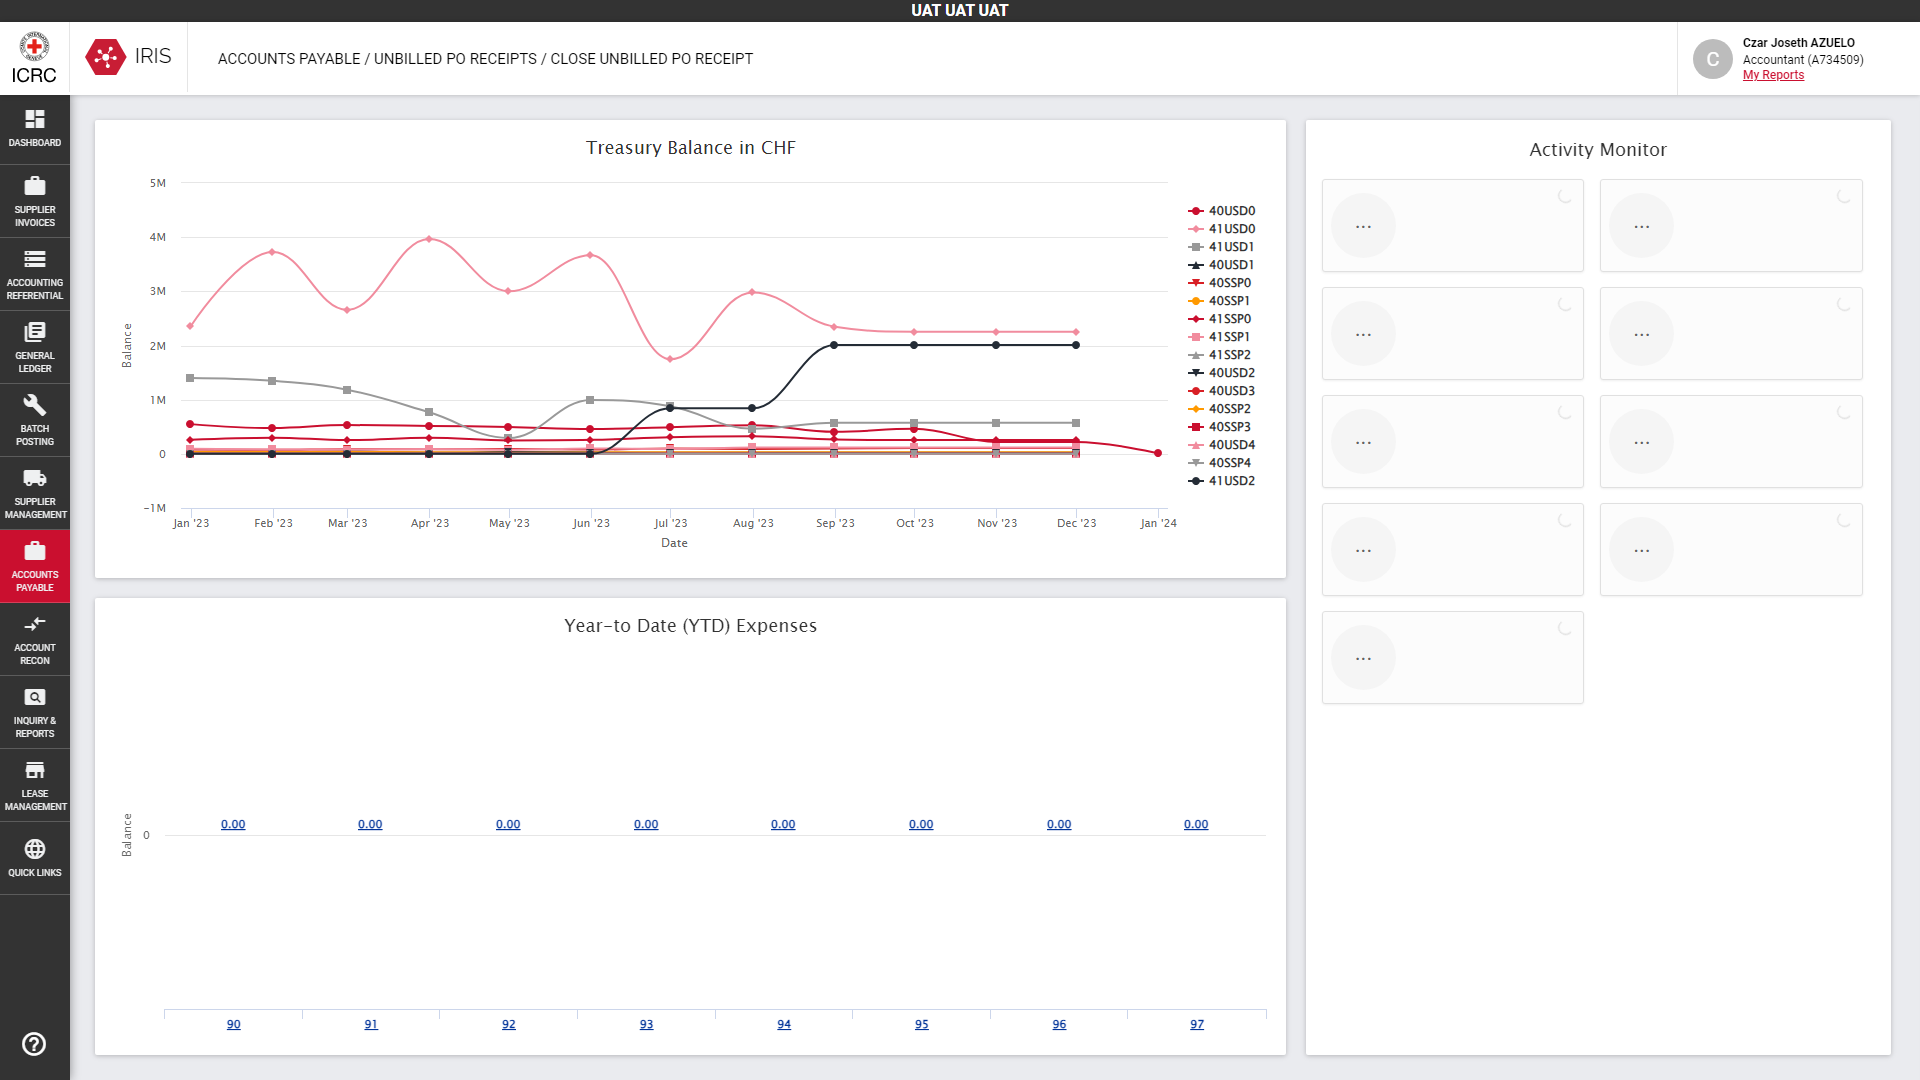 UAT UAT UAT
ICRC
IRIS
ACCOUNTS PAYABLE / UNBILLED PO RECEIPTS / CLOSE UNBILLED PO RECEIPT
C
Czar Joseth AZUELO
Accountant (A734509)
My Reports
DASHBOARD
SUPPLIER
INVOICES
ACCOUNTING
REFERENTIAL
GENERAL
LEDGER
BATCH
POSTING
SUPPLIER
MANAGEMENT
ACCOUNTS
PAYABLE
ACCOUNT
RECON
INQUIRY &
REPORTS
LEASE
MANAGEMENT
QUICK LINKS
Treasury Balance in CHF
Balance
5M
4M
3M
2M
1M
0
-1M
Jan '23
Feb '23
Mar '23
Apr '23
May '23
Jun '23
Jul '23
Aug '23
Sep '23
Oct '23
Nov '23
Dec '23
Jan '24
Date
40USD0
41USD0
41USD1
40USD1
40SSP0
40SSP1
41SSP0
41SSP1
41SSP2
40USD2
40USD3
40SSP2
40SSP3
40USD4
40SSP4
41USD2
Year-to Date (YTD) Expenses
Balance
0
0.00
0.00
0.00
0.00
0.00
0.00
0.00
0.00
90
91
92
93
94
95
96
97
Activity Monitor
...
...
...
...
...
...
...
...
...